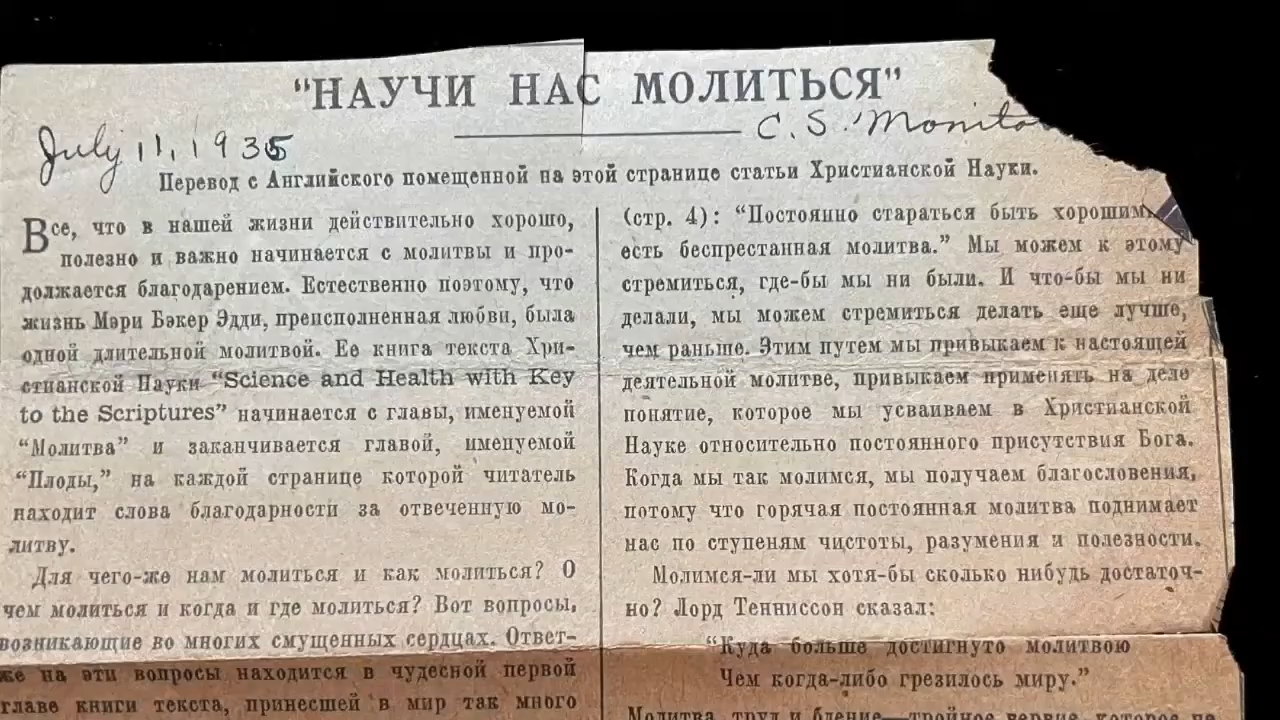 "НАУЧИ НАС МОЛИТЬСЯ"
July 11, 1935
C. S. Monito
Перевод с Английского помещенной на этой странице статьи Христианской Науки.
Все, что в нашей жизни действительно хорошо,
полезно и важно начинается с молитвы и про-
должается благодарением. Естественно поэтому, что
жизнь Мэри Бэкер Эдди, преисполненная любви, была
одной длительной молитвой. Ее книга текста Хри-
стианской Науки "Science and Health with Key
to the Scriptures" начинается с главы, именуемой
"Молитва" и заканчивается главой, именуемой
"Плоды," на каждой странице которой читатель
находит слова благодарности за отвеченную мо-
литву.
Для чего-же нам молиться и как молиться? О
чем молиться и когда и где молиться? Вот вопросы,
возникающие во многих смущенных сердцах. Ответ-
же на эти вопросы находится в чудесной первой
главе книги текста, принесшей в мир так много
(стр. 4): "Постоянно стараться быть хорошим
есть беспрестанная молитва." Мы можем к этому
стремиться, где-бы мы ни были. И что-бы мы ни
делали, мы можем стремиться делать еще лучше,
чем раньше. Этим путем мы привыкаем к настоящей
деятельной молитве, привыкаем применять на деле
понятие, которое мы усваиваем в Христианской
Науке относительно постоянного присутствия Бога.
Когда мы так молимся, мы получаем благословения,
потому что горячая постоянная молитва поднимает
нас по ступеням чистоты, разумения и полезности.
Молимся-ли мы хотя-бы сколько нибудь достаточ-
но? Лорд Тенниссон сказал:
"Куда больше достигнуто молитвою
Чем когда-либо грезилось миру."
Молитва, труд и бдение—тройное